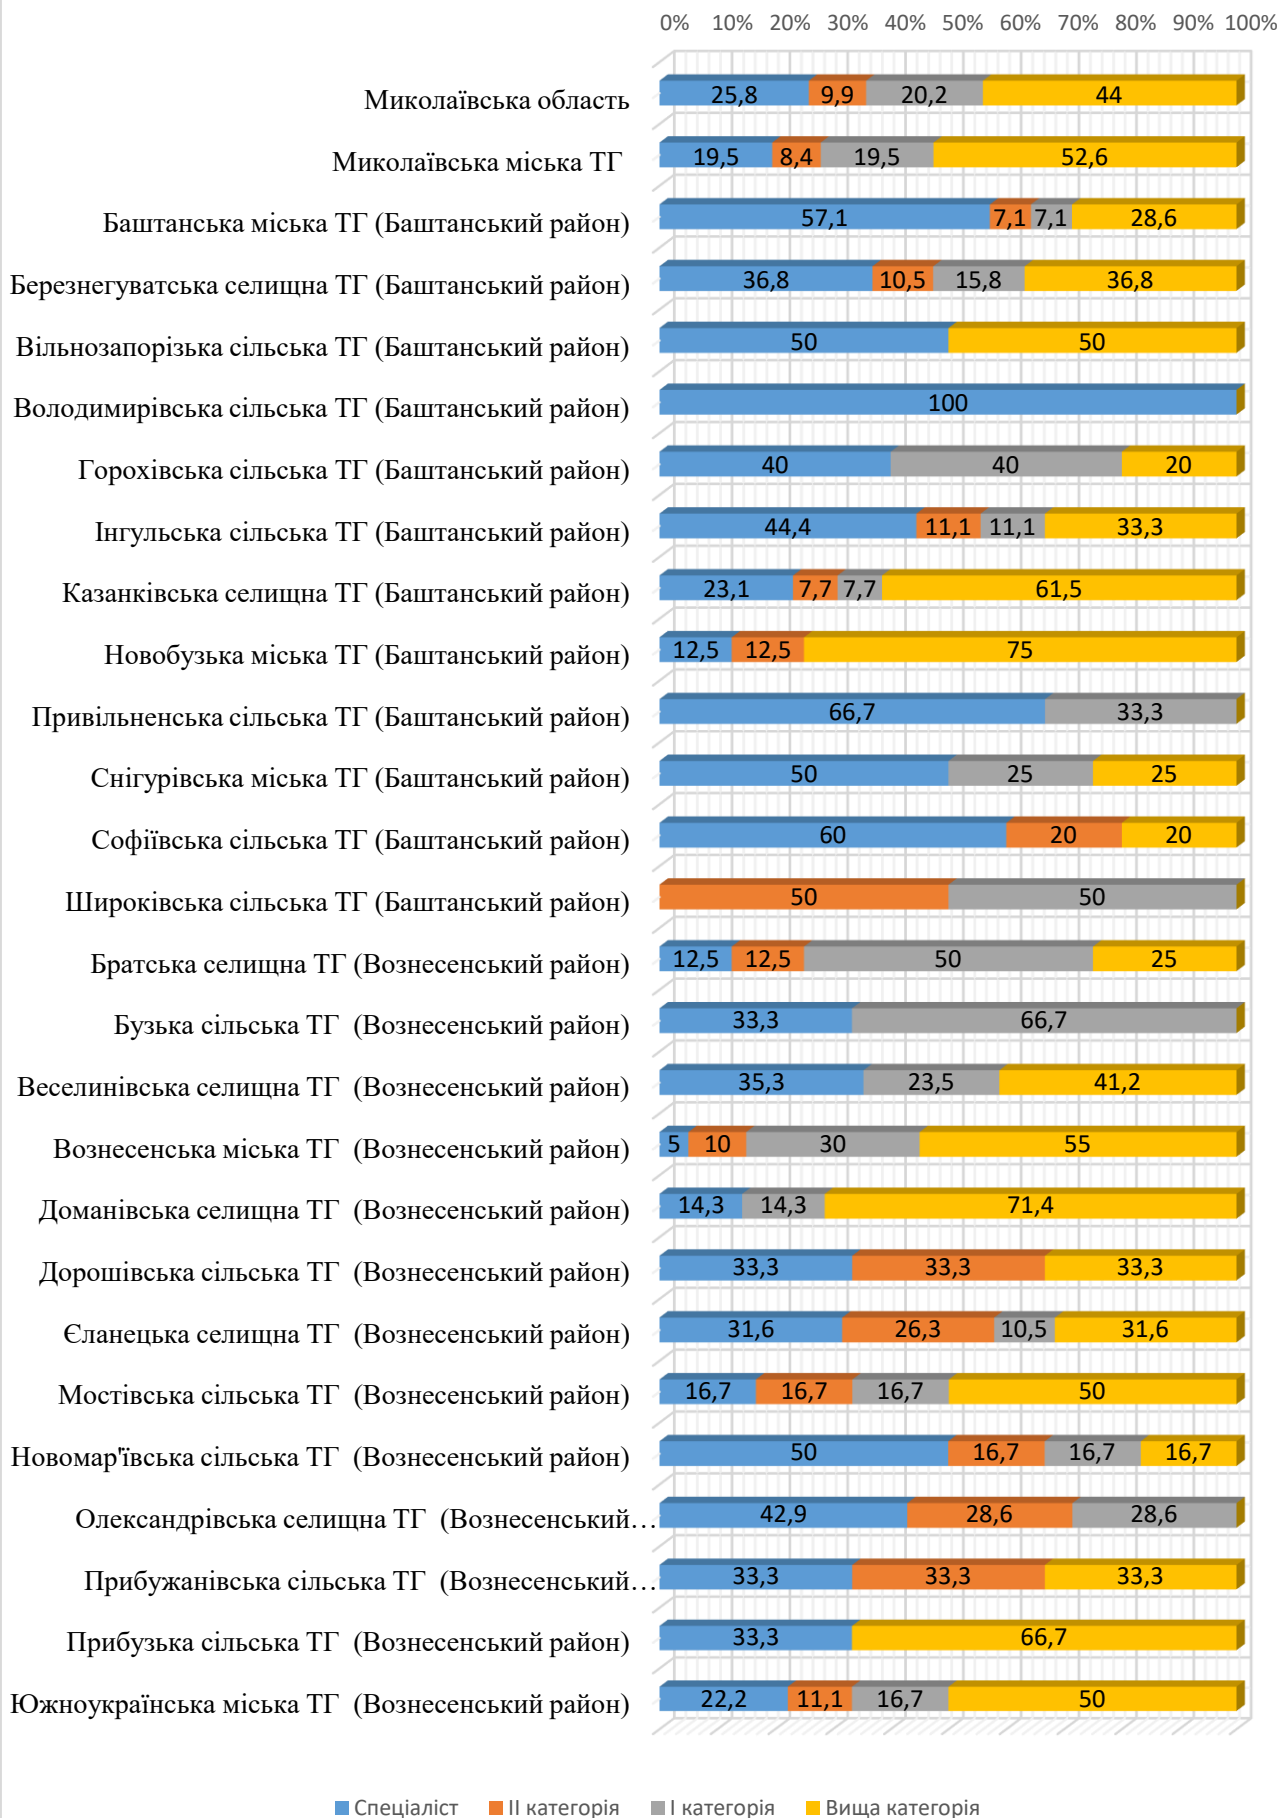 0% 10% 20% 30% 40% 50% 60% 70% 80% 90% 100%
Миколаївська область 25,8 9,9 20,2 44
Миколаївська міська ТГ 19,5 8,4 19,5 52,6
Баштанська міська ТГ (Баштанський район) 57,1 7,1 7,1 28,6
Березнегуватська селищна ТГ (Баштанський район) 36,8 10,5 15,8 36,8
Вільнозапорізька сільська ТГ (Баштанський район) 50 50
Володимирівська сільська ТГ (Баштанський район) 100
Горохівська сільська ТГ (Баштанський район) 40 40 20
Інгульська сільська ТГ (Баштанський район) 44,4 11,1 11,1 33,3
Казанківська селищна ТГ (Баштанський район) 23,1 7,7 7,7 61,5
Новобузька міська ТГ (Баштанський район) 12,5 12,5 75
Привільненська сільська ТГ (Баштанський район) 66,7 33,3
Снігурівська міська ТГ (Баштанський район) 50 25 25
Софіївська сільська ТГ (Баштанський район) 60 20 20
Широківська сільська ТГ (Баштанський район) 50 50
Братська селищна ТГ (Вознесенський район) 12,5 12,5 50 25
Бузька сільська ТГ (Вознесенський район) 33,3 66,7
Веселинівська селищна ТГ (Вознесенський район) 35,3 23,5 41,2
Вознесенська міська ТГ (Вознесенський район) 5 10 30 55
Доманівська селищна ТГ (Вознесенський район) 14,3 14,3 71,4
Дорошівська сільська ТГ (Вознесенський район) 33,3 33,3 33,3
Єланецька селищна ТГ (Вознесенський район) 31,6 26,3 10,5 31,6
Мостівська сільська ТГ (Вознесенський район) 16,7 16,7 16,7 50
Новомар'ївська сільська ТГ (Вознесенський район) 50 16,7 16,7 16,7
Олександрівська селищна ТГ (Вознесенський… 42,9 28,6 28,6
Прибужанівська сільська ТГ (Вознесенський… 33,3 33,3 33,3
Прибузька сільська ТГ (Вознесенський район) 33,3 66,7
Южноукраїнська міська ТГ (Вознесенський район) 22,2 11,1 16,7 50
Спеціаліст ІІ категорія І категорія Вища категорія